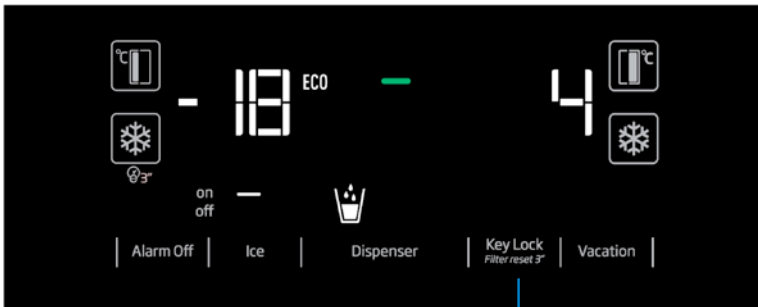 °C
-18 ECO
4
°C
3"
on
off
Alarm Off
Ice
Dispenser
Key Lock
Filter reset 3"
Vacation